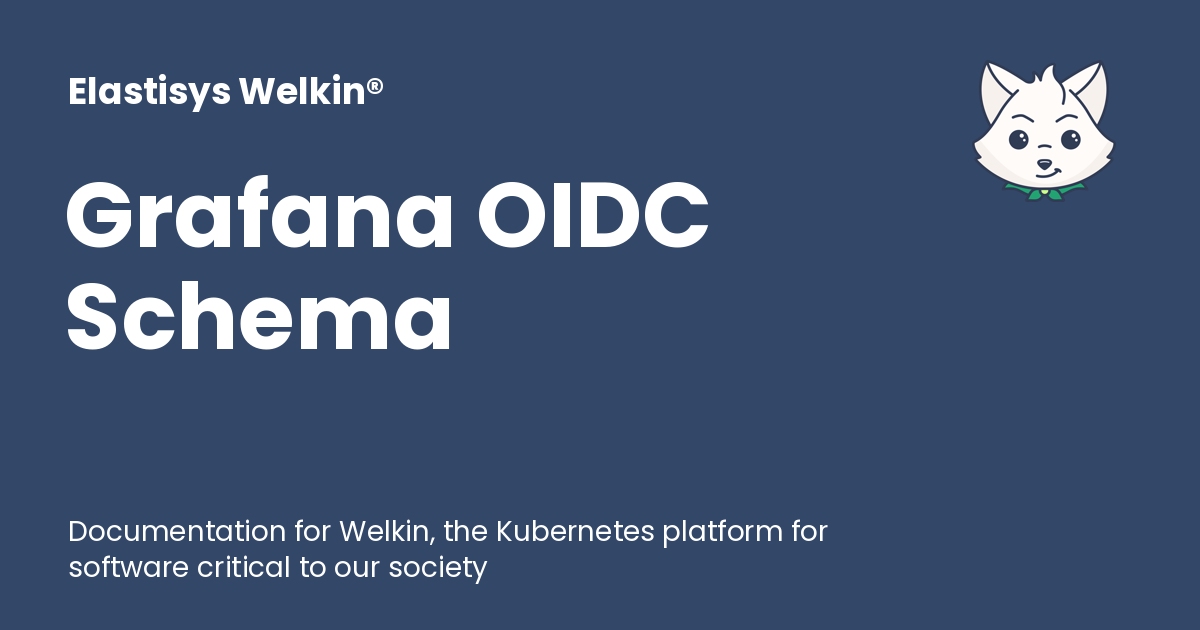 Elastisys Welkin®
Grafana OIDC
Schema
Documentation for Welkin, the Kubernetes platform for
software critical to our society